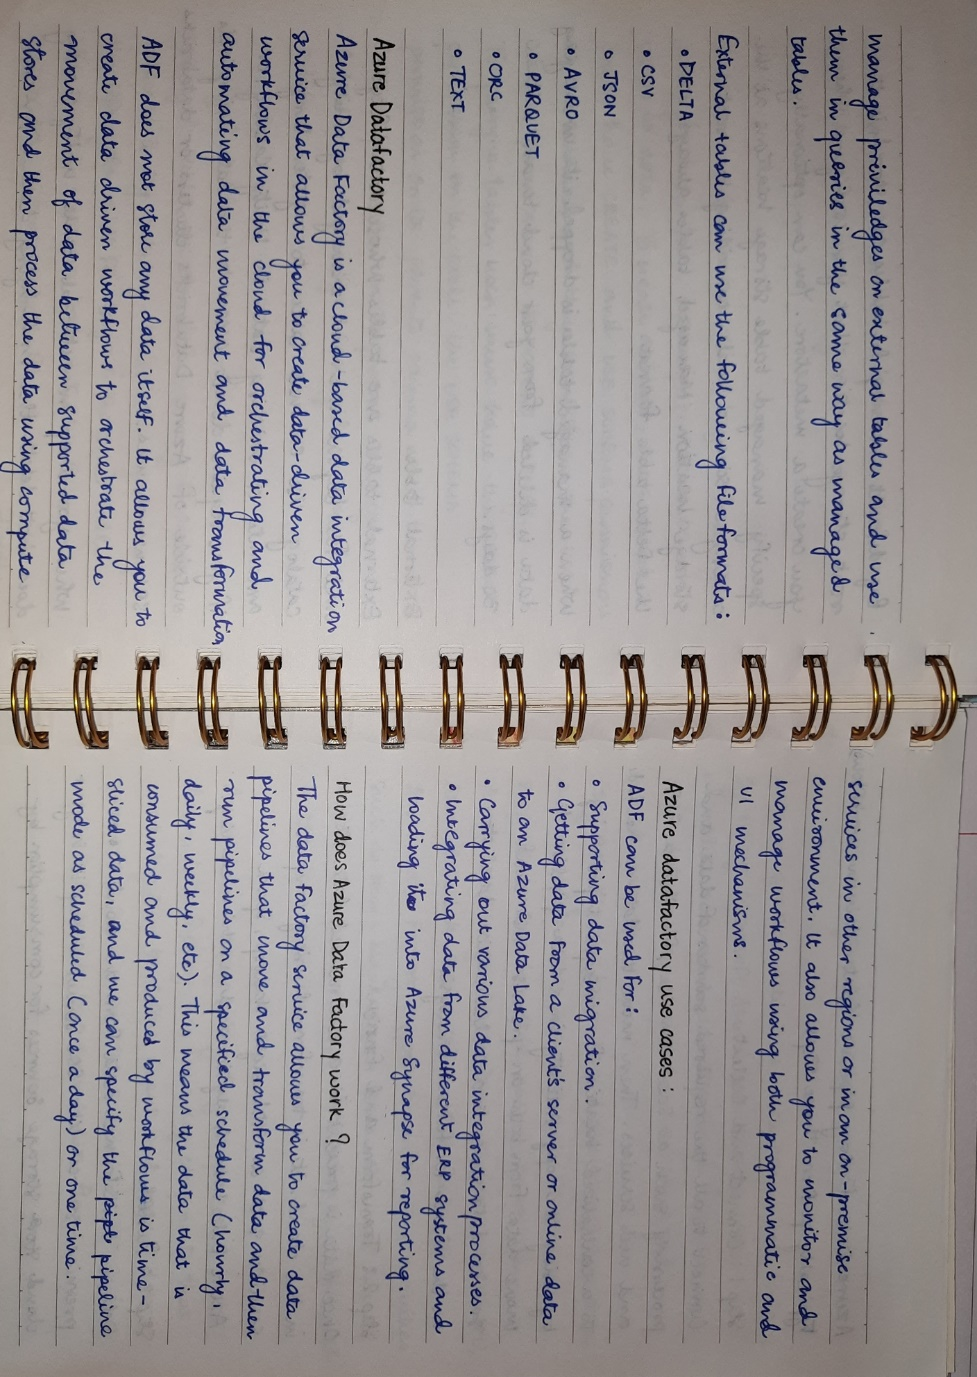 manage priviledges on external tables and use
them in queries in the same way as managed
tables.
External tables can use the following file formats:
• DELTA
• CSV
• JSON
• AVRO
• PARQUET
• ORC
• TEXT
Azure Datafactory
Azure Data Factory is a cloud-based data integration
service that allows you to create data-driven
workflows in the cloud for orchestrating and
automating data movement and data transformation
ADF does not store any data itself. It allows you to
create data driven workflows to orchestrate the
movement of data between supported data
stores and then process the data using compute
services in other regions or in an on-premise
environment. It also allows you to monitor and
manage workflows using both programmatic and
UI mechanisms.
Azure datafactory use cases:
ADF can be used for:
• Supporting data migration.
• Getting data from a client's server or online data
to an Azure Data Lake.
• Carrying out various data integration processes.
• Integrating data from different ERP systems and
loading it into Azure Synapse for reporting.
How does Azure Data Factory work?
The data factory service allows you to create data
pipelines that move and transform data and then
run pipelines on a specified schedule (hourly,
daily, weekly, etc). This means the data that is
consumed and produced by workflows is time-
sliced data, and we can specify the pipeline
mode as scheduled (once a day) or one time.